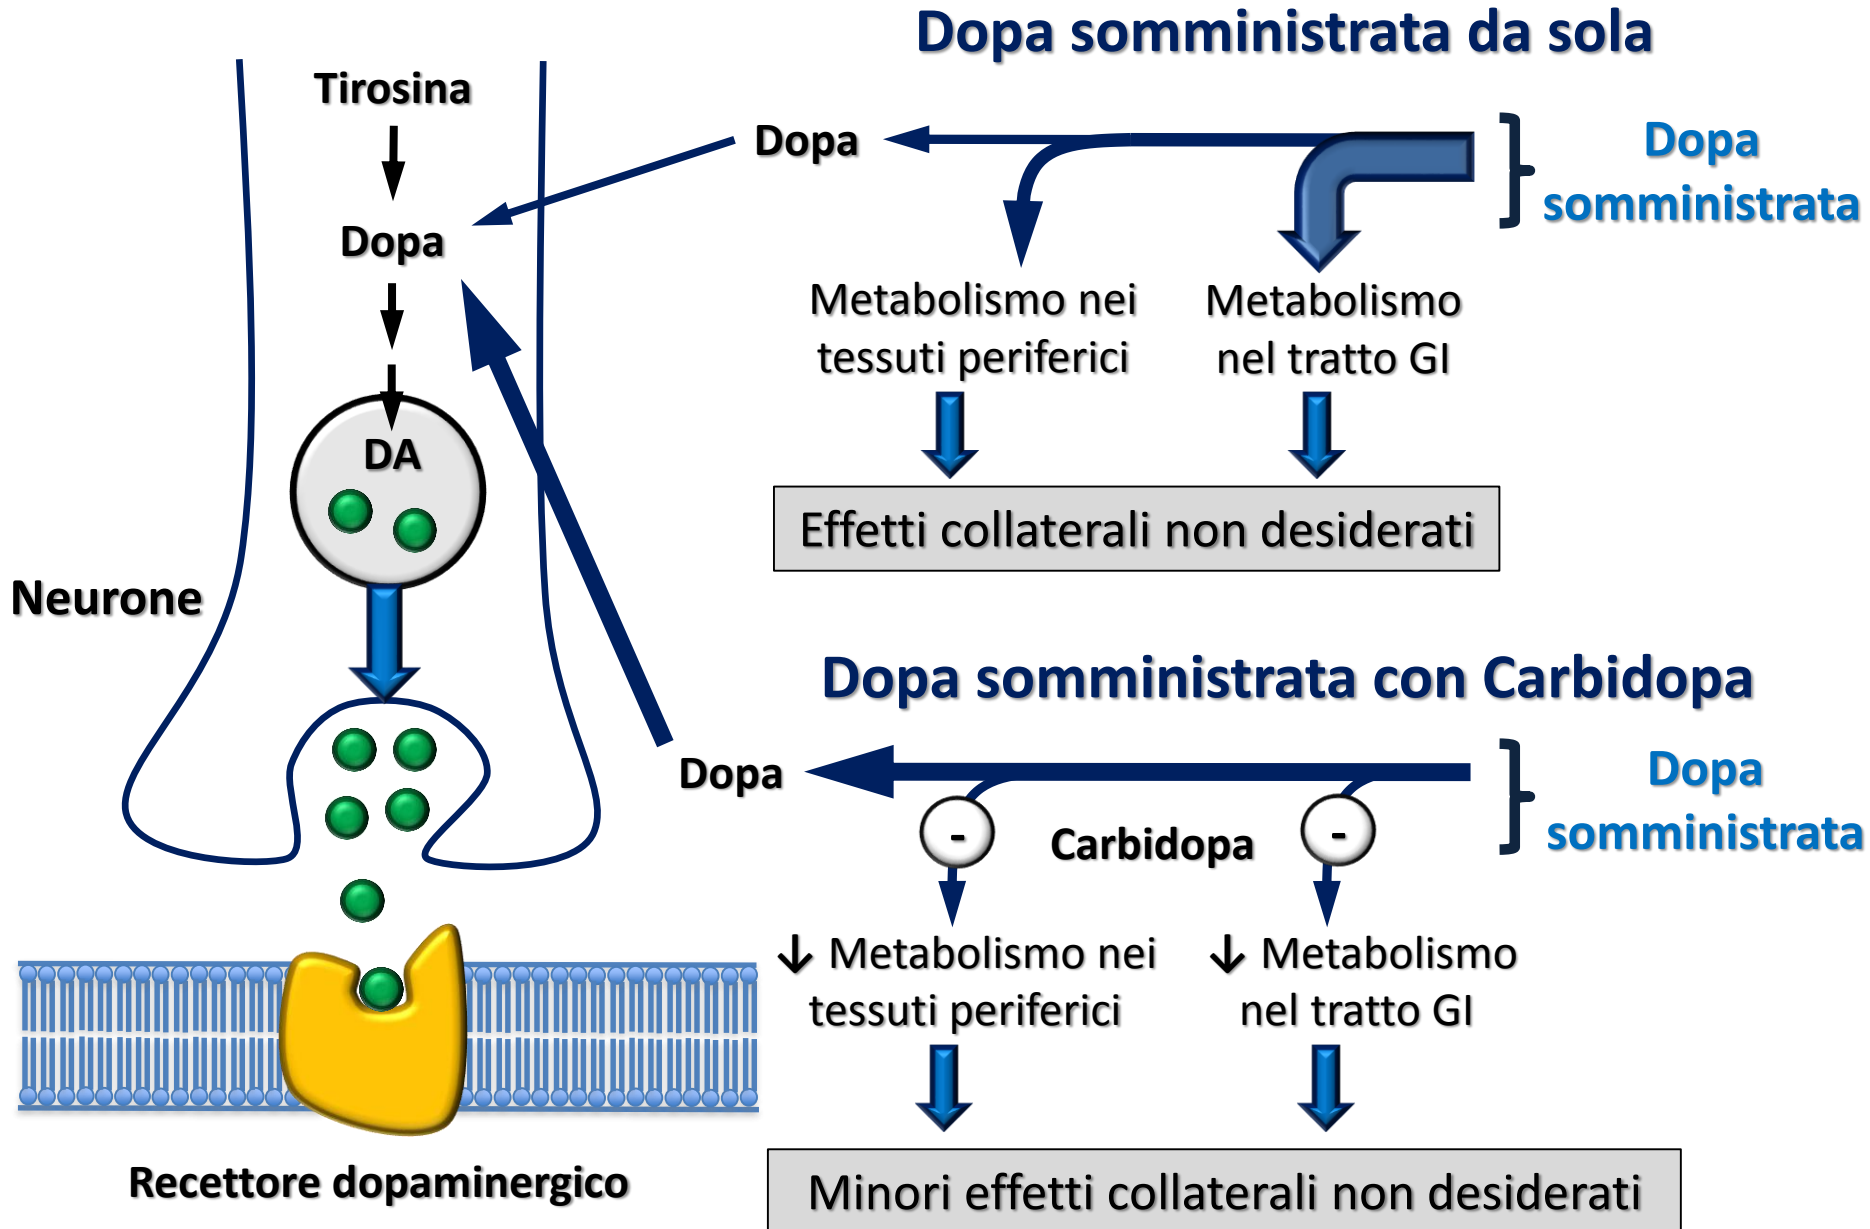 Dopa somministrata da sola
Tirosina
Dopa
DA
Neurone
Recettore dopaminergico
Dopa
Dopa
somministrata
Metabolismo nei
tessuti periferici
Metabolismo
nel tratto GI
Effetti collaterali non desiderati
Dopa somministrata con Carbidopa
Dopa
Dopa
somministrata
-
Carbidopa
-
↓ Metabolismo nei
tessuti periferici
↓ Metabolismo
nel tratto GI
Minori effetti collaterali non desiderati